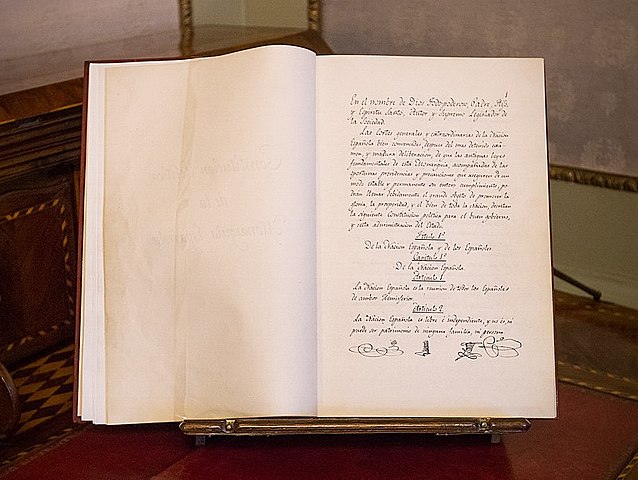 1
En el nombre de Dios Todopoderoso, Padre, Hijo,
y Espiritu Santo, Autor y Supremo Legislador de
la Sociedad.
Las Cortes generales y extraordinarias de la Nacion
Española bien convencidas, despues del mas detenido exá-
men, y madura deliberacion, de que las antiguas leyes
fundamentales de esta Monarquia, acompañadas de las
oportunas providencias y precauciones que aseguren de un
modo estable y permanente su entero cumplimiento, po-
dran llenar debidamente el grande objeto de promover la
gloria, la prosperidad, y el bien de toda la nacion, decretan
la siguiente Constitucion politica para el buen gobierno,
y recta administracion del Estado.
Titulo 1º
De la Nacion Española y de los Españoles.
Capitulo 1º
De la Nacion Española.
Articulo 1
La Nacion Española es la reunion de todos los Españoles
de ambos Hemisferios.
Articulo 2
La Nacion Española es libre é independiente, y no es, ni
puede ser patrimonio de ninguna familia, ni persona